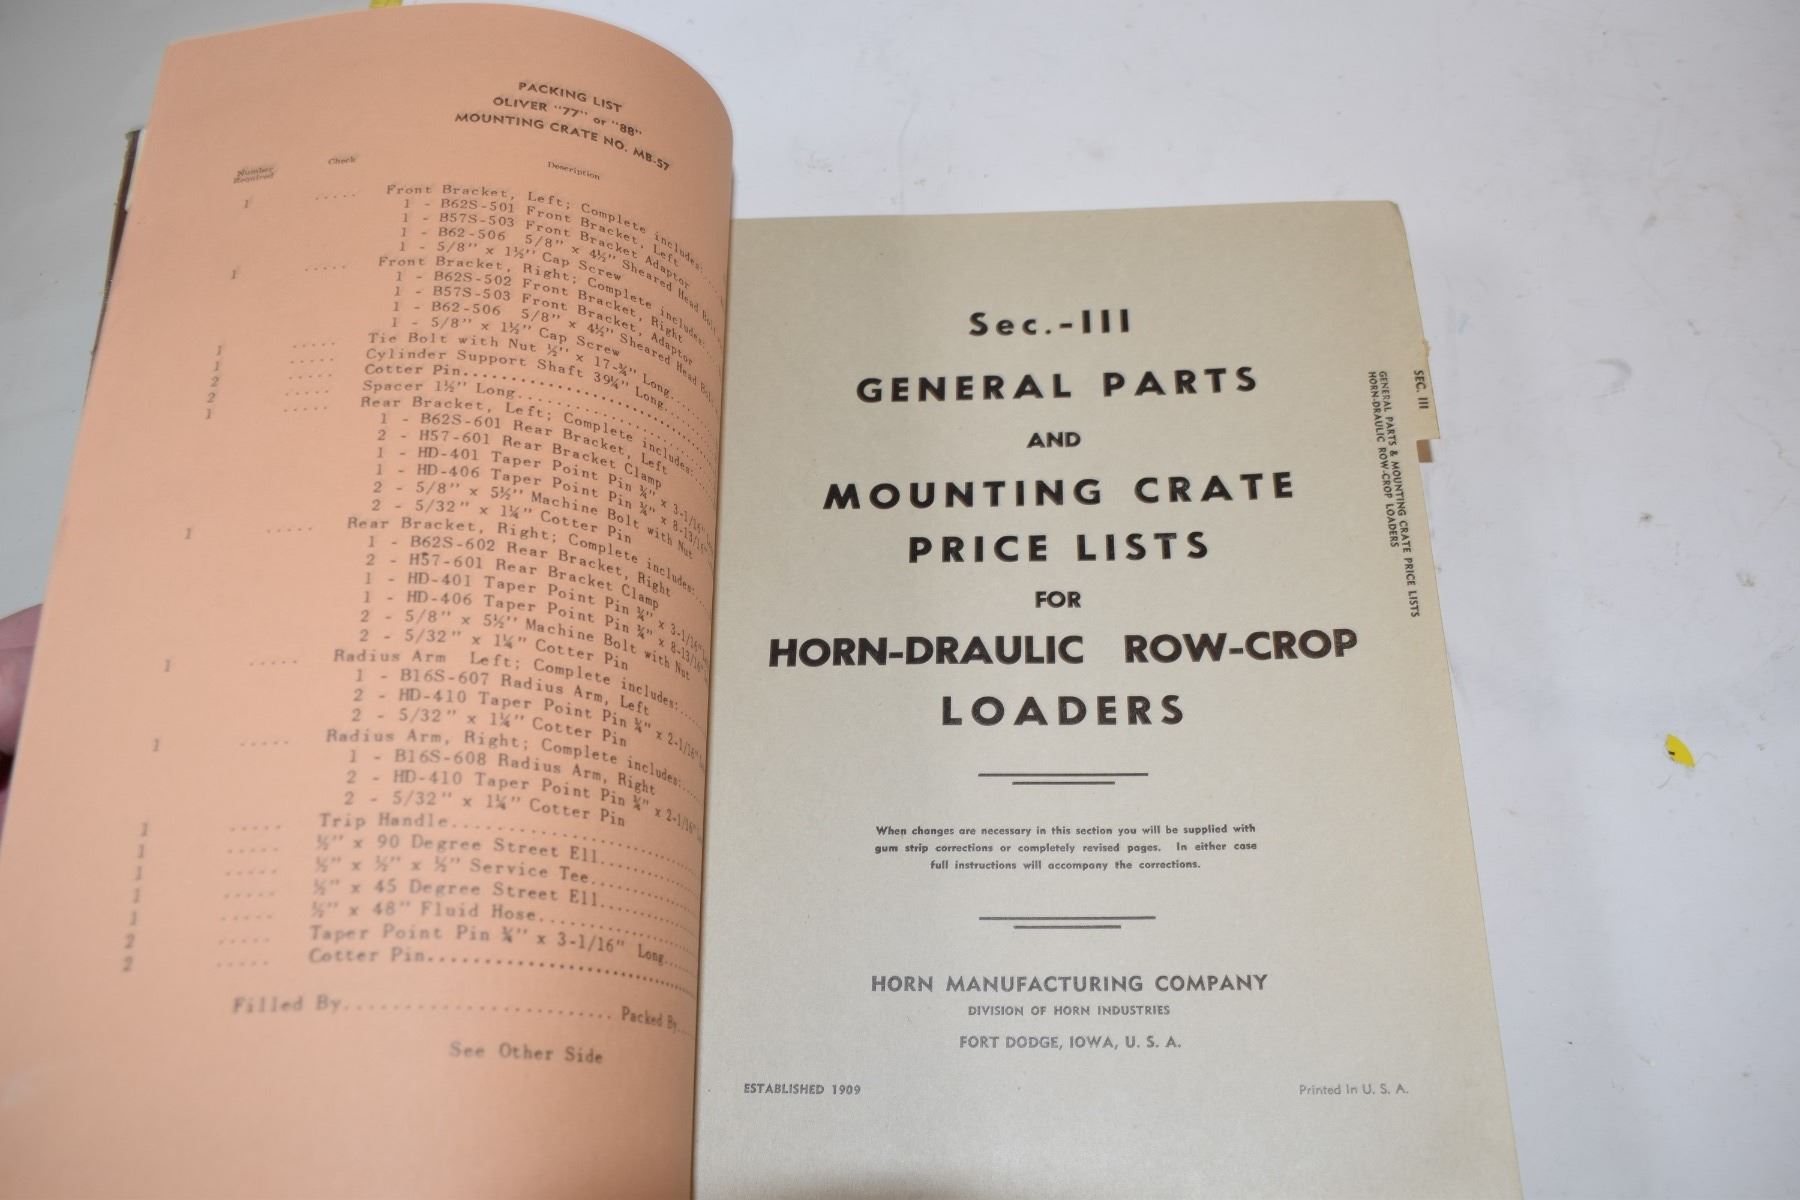 PACKING LIST
OLIVER "77" or "88"
MOUNTING CRATE NO. MB-57
Number Required Check Description
1 ..... Front Bracket, Left; Complete includes:
1 - B62S-501 Front Bracket, Left
1 - B57S-503 Front Bracket Adaptor
1 - B62-506 5/8" x 4½" Sheared Head Bolt
1 - 5/8" x 1½" Cap Screw
1 ..... Front Bracket, Right; Complete includes:
1 - B62S-502 Front Bracket, Right
1 - B57S-503 Front Bracket, Adaptor
1 - B62-506 5/8" x 4½" Sheared Head Bolt
1 - 5/8" x 1½" Cap Screw
1 ..... Tie Bolt with Nut ½" x 17-¾" Long
1 ..... Cylinder Support Shaft 39¼" Long
2 ..... Cotter Pin
2 ..... Spacer 1½" Long
1 ..... Rear Bracket, Left; Complete includes:
1 - B62S-601 Rear Bracket, Left
2 - H57-601 Rear Bracket Clamp
1 - HD-401 Taper Point Pin ¾" x 3-1/16"
1 - HD-406 Taper Point Pin ¾" x 8-13/16"
2 - 5/8" x 5½" Machine Bolt with Nut
2 - 5/32" x 1¼" Cotter Pin
1 ..... Rear Bracket, Right; Complete includes:
1 - B62S-602 Rear Bracket, Right
2 - H57-601 Rear Bracket Clamp
1 - HD-401 Taper Point Pin ¾" x 3-1/16"
1 - HD-406 Taper Point Pin ¾" x 8-13/16"
2 - 5/8" x 5½" Machine Bolt with Nut
2 - 5/32" x 1¼" Cotter Pin
1 ..... Radius Arm Left; Complete includes:
1 - B16S-607 Radius Arm, Left
2 - HD-410 Taper Point Pin ¾" x 2-1/16"
2 - 5/32" x 1¼" Cotter Pin
1 ..... Radius Arm, Right; Complete includes:
1 - B16S-608 Radius Arm, Right
2 - HD-410 Taper Point Pin ¾" x 2-1/16"
2 - 5/32" x 1¼" Cotter Pin
1 ..... Trip Handle
1 ..... ½" x 90 Degree Street Ell
1 ..... ½" x ½" x ½" Service Tee
1 ..... ½" x 45 Degree Street Ell
1 ..... ½" x 48" Fluid Hose
2 ..... Taper Point Pin ¾" x 3-1/16" Long
2 ..... Cotter Pin
Filled By........................ Packed By
See Other Side
Sec.-III
GENERAL PARTS
AND
MOUNTING CRATE
PRICE LISTS
FOR
HORN-DRAULIC ROW-CROP
LOADERS
When changes are necessary in this section you will be supplied with
gum strip corrections or completely revised pages. In either case
full instructions will accompany the corrections.
HORN MANUFACTURING COMPANY
DIVISION OF HORN INDUSTRIES
FORT DODGE, IOWA, U. S. A.
ESTABLISHED 1909 Printed In U. S. A.
SEC. III
GENERAL PARTS & MOUNTING CRATE PRICE LISTS
HORN-DRAULIC ROW-CROP LOADERS